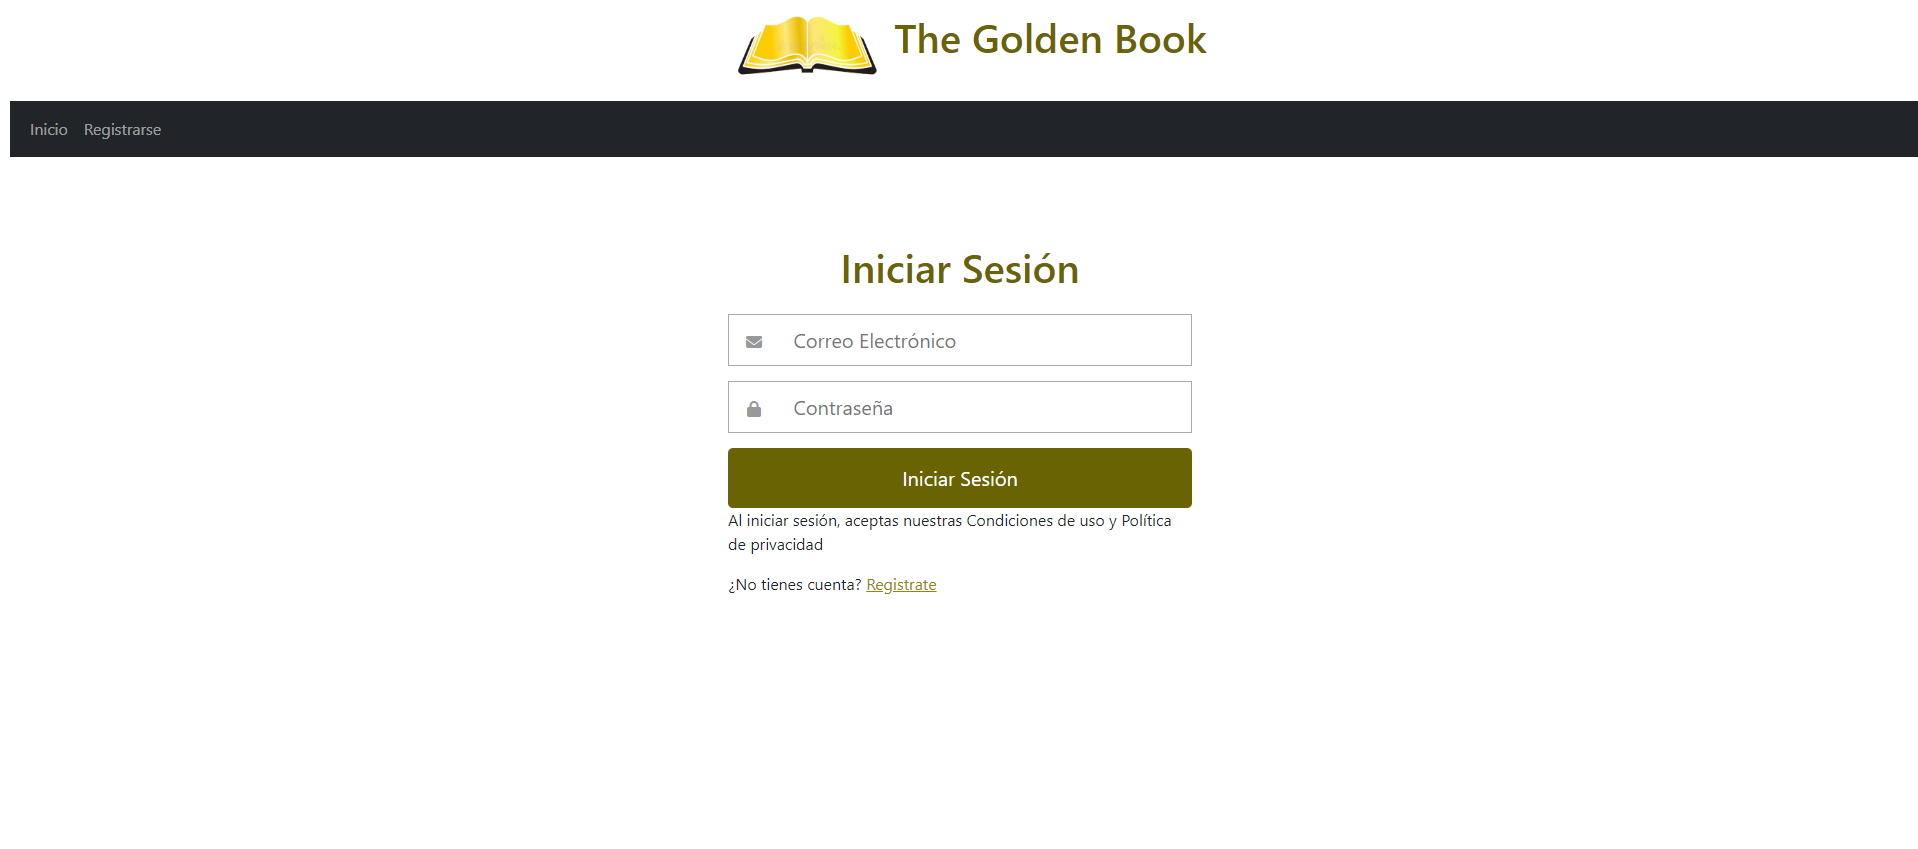 The Golden Book
Inicio Registrarse
Iniciar Sesión
Correo Electrónico
Contraseña
Iniciar Sesión
Al iniciar sesión, aceptas nuestras Condiciones de uso y Política
de privacidad
¿No tienes cuenta? Registrate